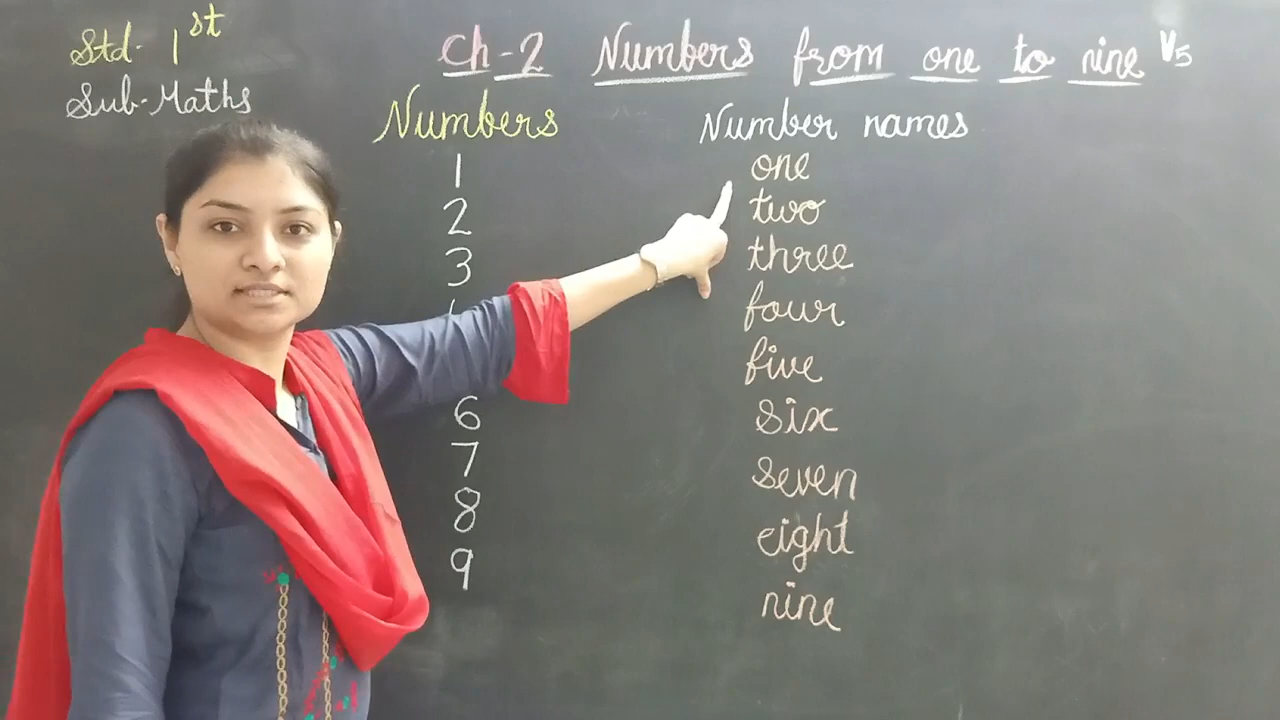 Std- 1st
Sub-Maths
Ch-2 Numbers from one to nine V5
Numbers Number names
1 one
2 two
3 three
four
five
6 six
7 seven
8 eight
9 nine